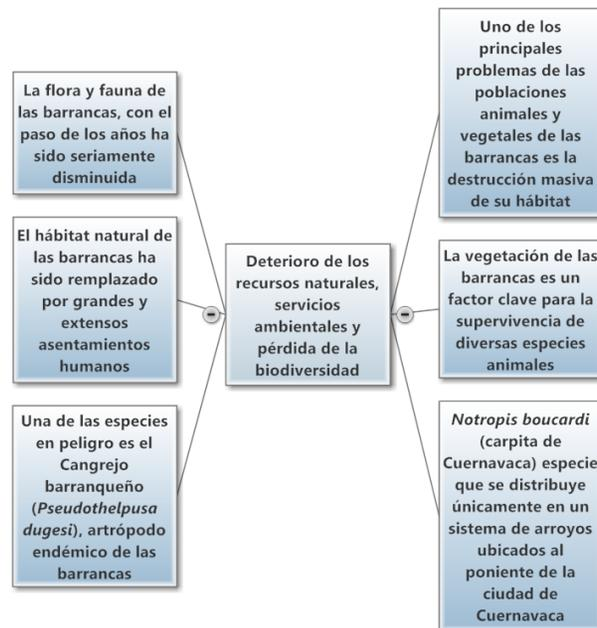 La flora y fauna de
las barrancas, con el
paso de los años ha
sido seriamente
disminuida
El hábitat natural de
las barrancas ha
sido remplazado
por grandes y
extensos
asentamientos
humanos
Una de las especies
en peligro es el
Cangrejo
barranqueño
(Pseudothelpusa
dugesi), artrópodo
endémico de las
barrancas
Deterioro de los
recursos naturales,
servicios
ambientales y
pérdida de la
biodiversidad
Uno de los
principales
problemas de las
poblaciones
animales y
vegetales de las
barrancas es la
destrucción masiva
de su hábitat
La vegetación de las
barrancas es un
factor clave para la
supervivencia de
diversas especies
animales
Notropis boucardi
(carpita de
Cuernavaca) especie
que se distribuye
únicamente en un
sistema de arroyos
ubicados al
poniente de la
ciudad de
Cuernavaca